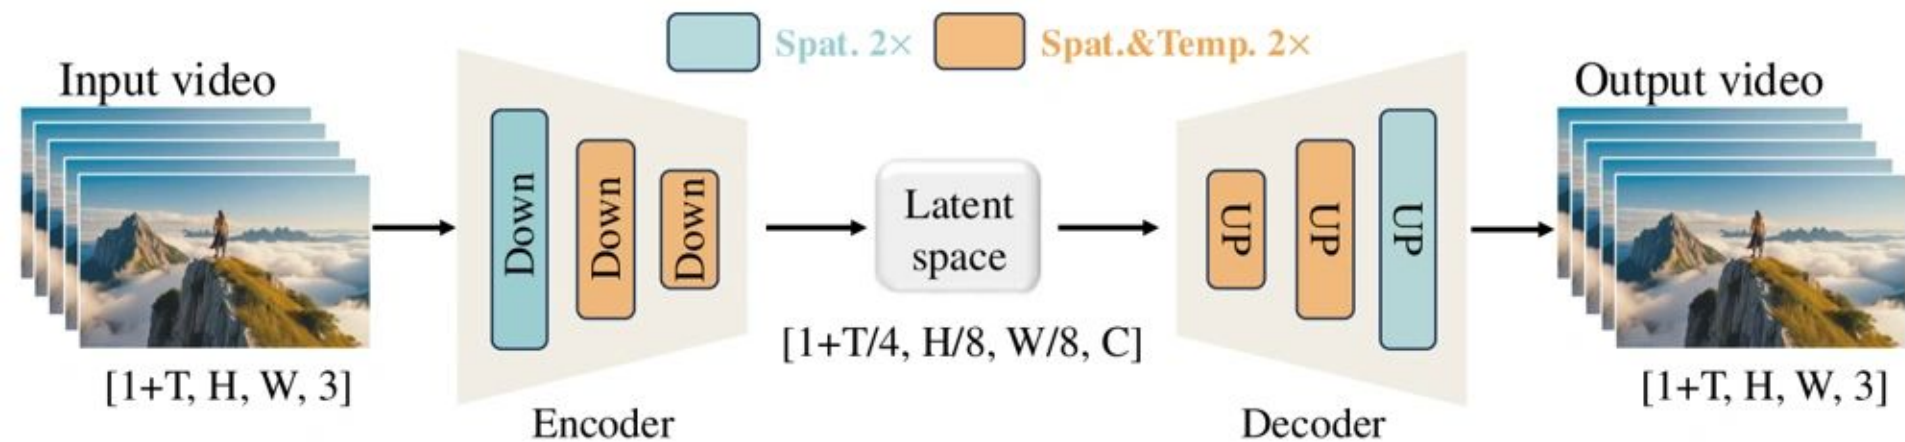 Spat. 2× Spat.&Temp. 2×
Input video
Output video
Down
Down
Down
Latent
space
UP
UP
UP
[1+T, H, W, 3]
[1+T/4, H/8, W/8, C]
[1+T, H, W, 3]
Encoder
Decoder